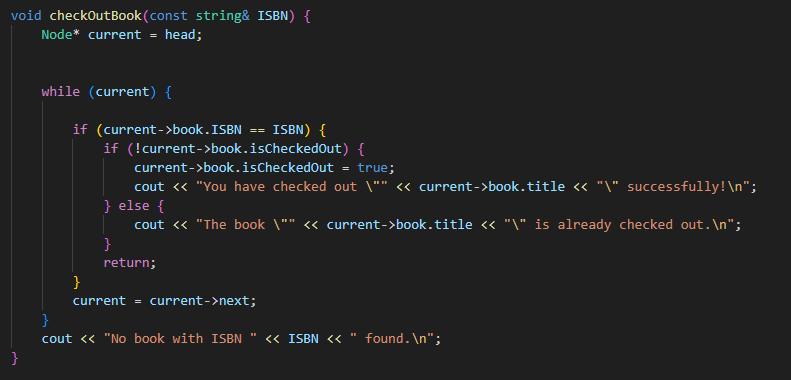 void checkOutBook(const string& ISBN) {
    Node* current = head;
    while (current) {
        if (current->book.ISBN == ISBN) {
            if (!current->book.isCheckedOut) {
                current->book.isCheckedOut = true;
                cout << "You have checked out \"" << current->book.title << "\" successfully!\n";
            } else {
                cout << "The book \"" << current->book.title << "\" is already checked out.\n";
            }
            return;
        }
        current = current->next;
    }
    cout << "No book with ISBN " << ISBN << " found.\n";
}